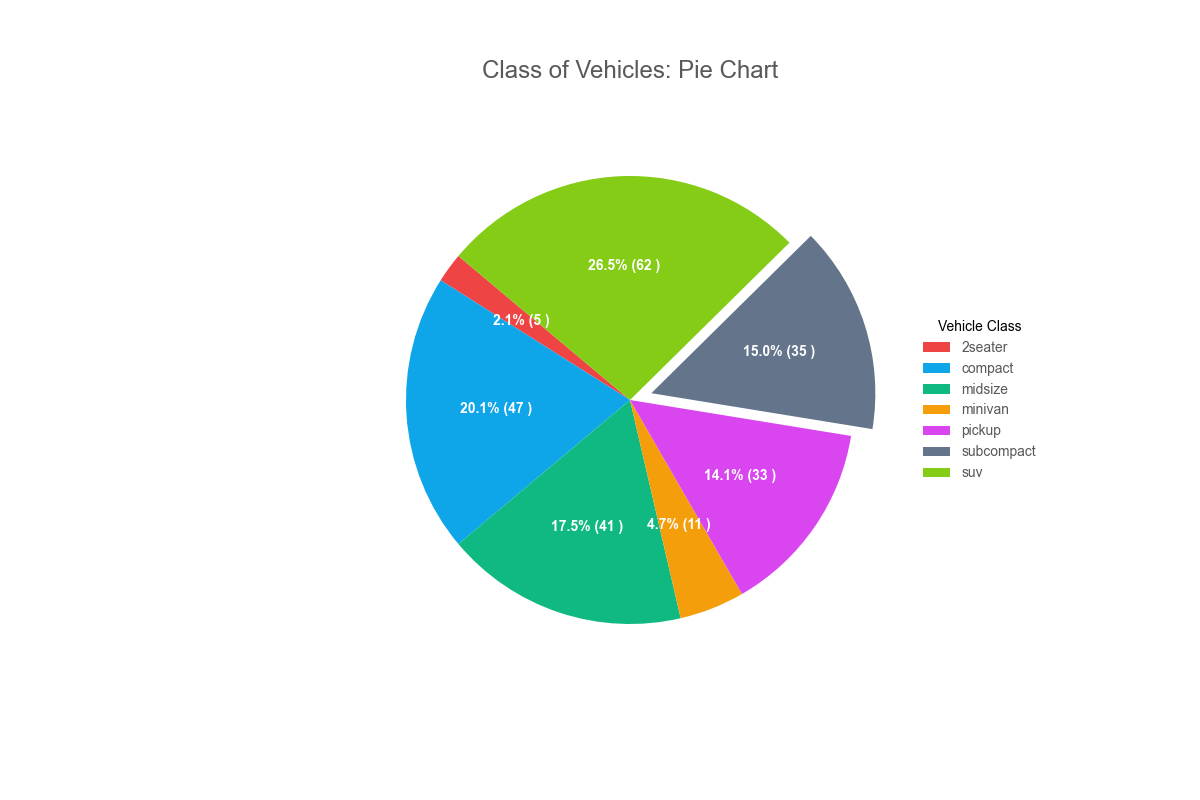 Class of Vehicles: Pie Chart
26.5% (62 )
2.1% (5 )
15.0% (35 )
20.1% (47 )
14.1% (33 )
17.5% (41 )
4.7% (11 )
Vehicle Class
2seater
compact
midsize
minivan
pickup
subcompact
suv